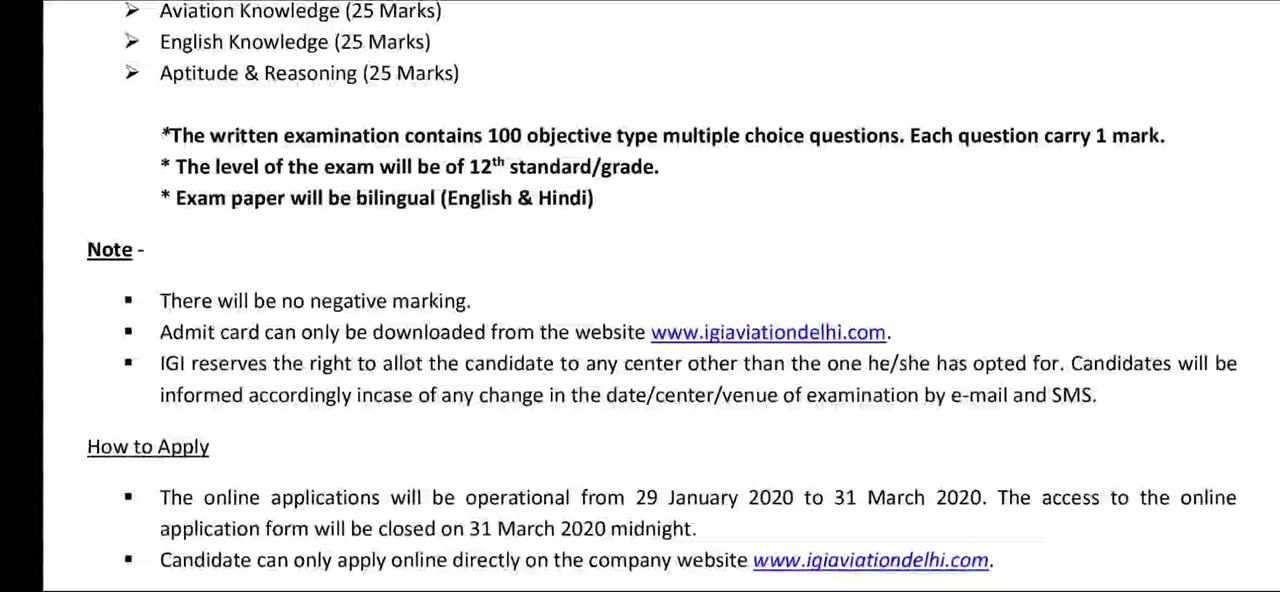 ➢ Aviation Knowledge (25 Marks)
➢ English Knowledge (25 Marks)
➢ Aptitude & Reasoning (25 Marks)
*The written examination contains 100 objective type multiple choice questions. Each question carry 1 mark.
* The level of the exam will be of 12th standard/grade.
* Exam paper will be bilingual (English & Hindi)
Note -
▪ There will be no negative marking.
▪ Admit card can only be downloaded from the website www.igiaviationdelhi.com.
▪ IGI reserves the right to allot the candidate to any center other than the one he/she has opted for. Candidates will be
informed accordingly incase of any change in the date/center/venue of examination by e-mail and SMS.
How to Apply
▪ The online applications will be operational from 29 January 2020 to 31 March 2020. The access to the online
application form will be closed on 31 March 2020 midnight.
▪ Candidate can only apply online directly on the company website www.igiaviationdelhi.com.